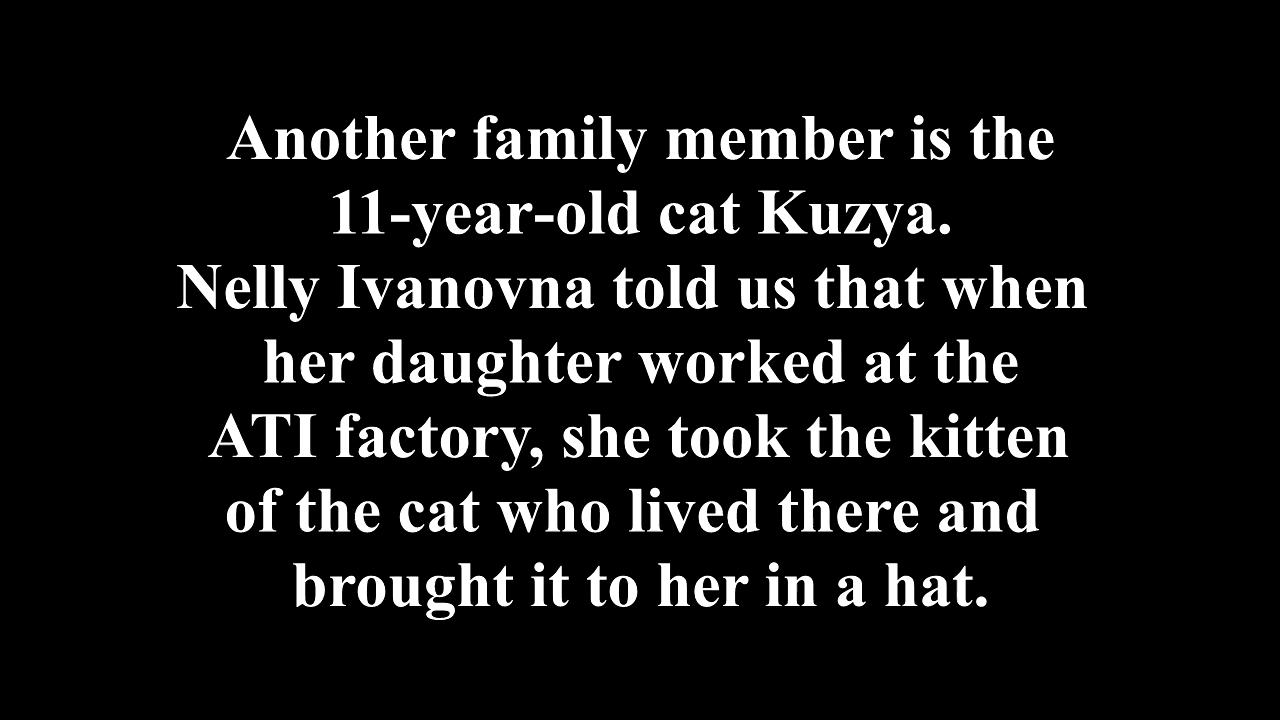 Another family member is the
11-year-old cat Kuzya.
Nelly Ivanovna told us that when
her daughter worked at the
ATI factory, she took the kitten
of the cat who lived there and
brought it to her in a hat.